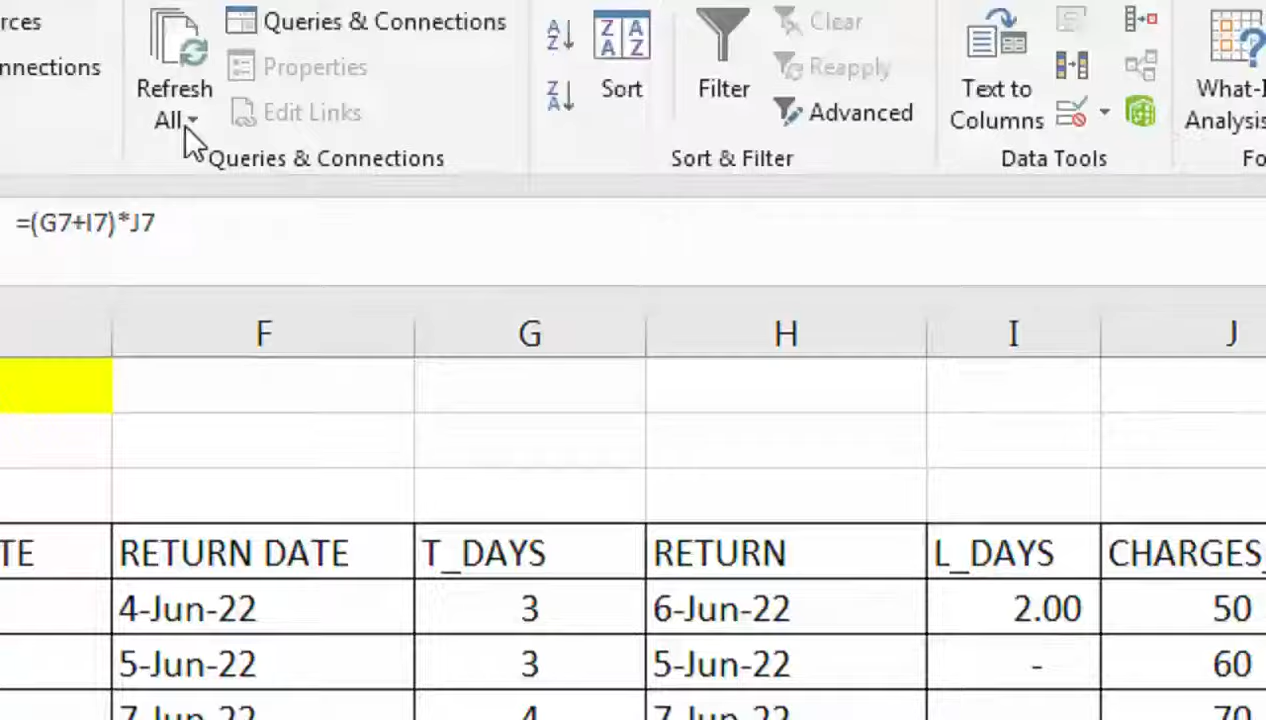 rces
nnections
Refresh
All
Queries & Connections
Properties
Edit Links
Queries & Connections
Sort
Filter
Clear
Reapply
Advanced
Sort & Filter
Text to
Columns
Data Tools
What-I
Analysis
Fo
=(G7+I7)*J7
F G H I J
TE RETURN DATE T_DAYS RETURN L_DAYS CHARGES_
4-Jun-22 3 6-Jun-22 2.00 50
5-Jun-22 3 5-Jun-22 - 60
7-Jun-22 4 7-Jun-22 70